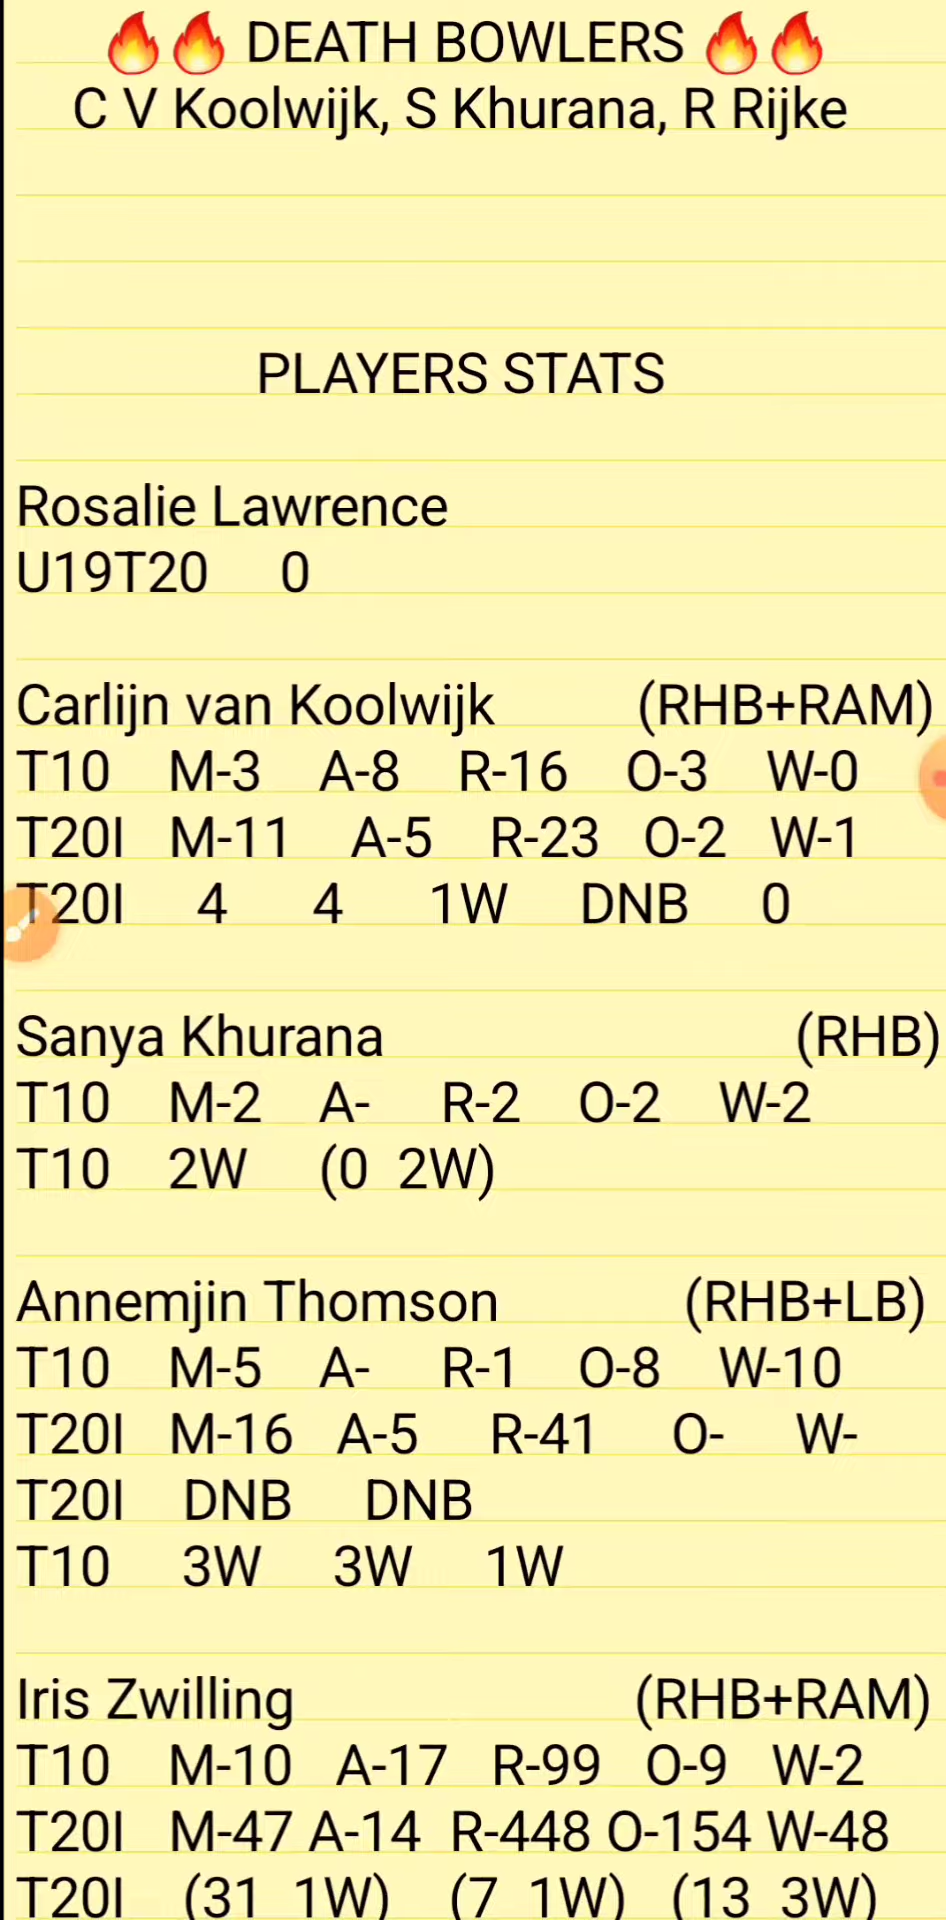 🔥🔥 DEATH BOWLERS 🔥🔥
C V Koolwijk, S Khurana, R Rijke
PLAYERS STATS
Rosalie Lawrence
U19T20 0
Carlijn van Koolwijk (RHB+RAM)
T10 M-3 A-8 R-16 O-3 W-0
T20I M-11 A-5 R-23 O-2 W-1
T20I 4 4 1W DNB 0
Sanya Khurana (RHB)
T10 M-2 A- R-2 O-2 W-2
T10 2W (0 2W)
Annemjin Thomson (RHB+LB)
T10 M-5 A- R-1 O-8 W-10
T20I M-16 A-5 R-41 O- W-
T20I DNB DNB
T10 3W 3W 1W
Iris Zwilling (RHB+RAM)
T10 M-10 A-17 R-99 O-9 W-2
T20I M-47 A-14 R-448 O-154 W-48
T20I (31 1W) (7 1W) (13 3W)